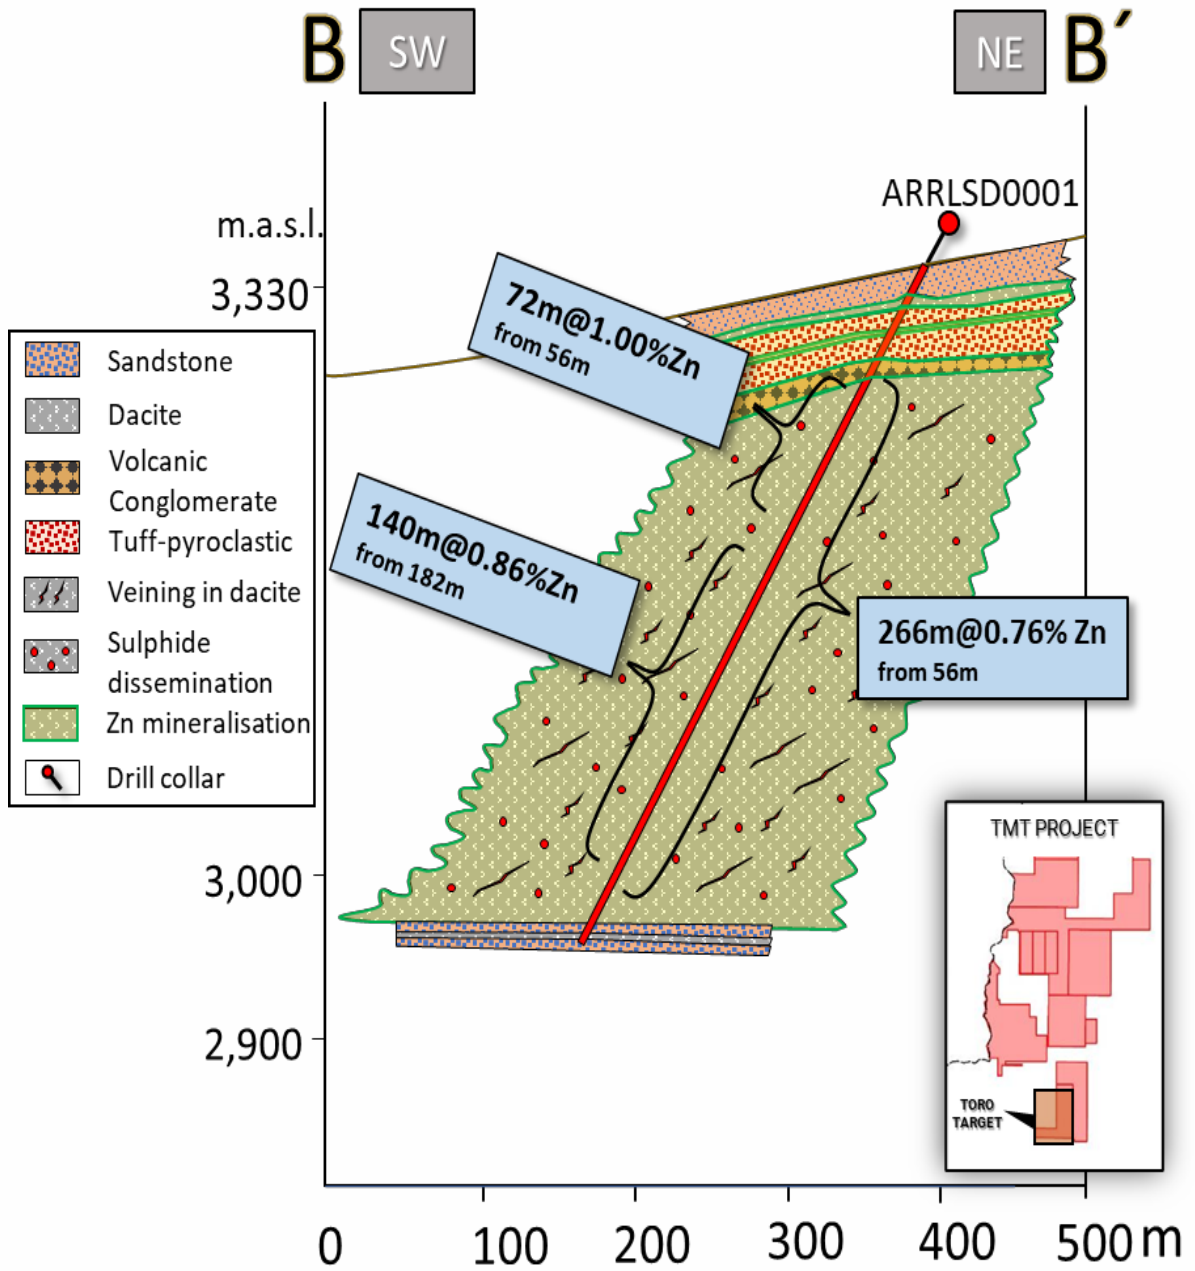 B SW NE B´
ARRLSD0001
m.a.s.l.
3,330
72m@1.00%Zn
from 56m
Sandstone
Dacite
Volcanic
Conglomerate
Tuff-pyroclastic
Veining in dacite
Sulphide
dissemination
Zn mineralisation
Drill collar
140m@0.86%Zn
from 182m
266m@0.76% Zn
from 56m
3,000
2,900
TMT PROJECT
TORO
TARGET
0 100 200 300 400 500 m